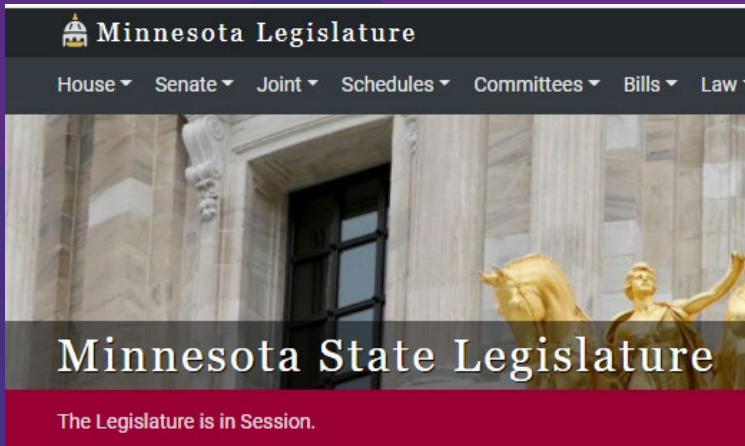 Minnesota Legislature
House Senate Joint Schedules Committees Bills Law
Minnesota State Legislature
The Legislature is in Session.